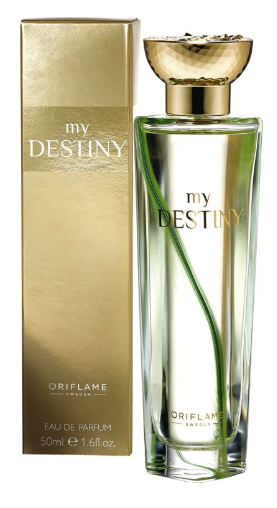 my
DESTINY
ORIFLAME
SWEDEN
EAU DE PARFUM
50ml ℮ 1.6fl.oz.
my
DESTINY
ORIFLAME
SWEDEN